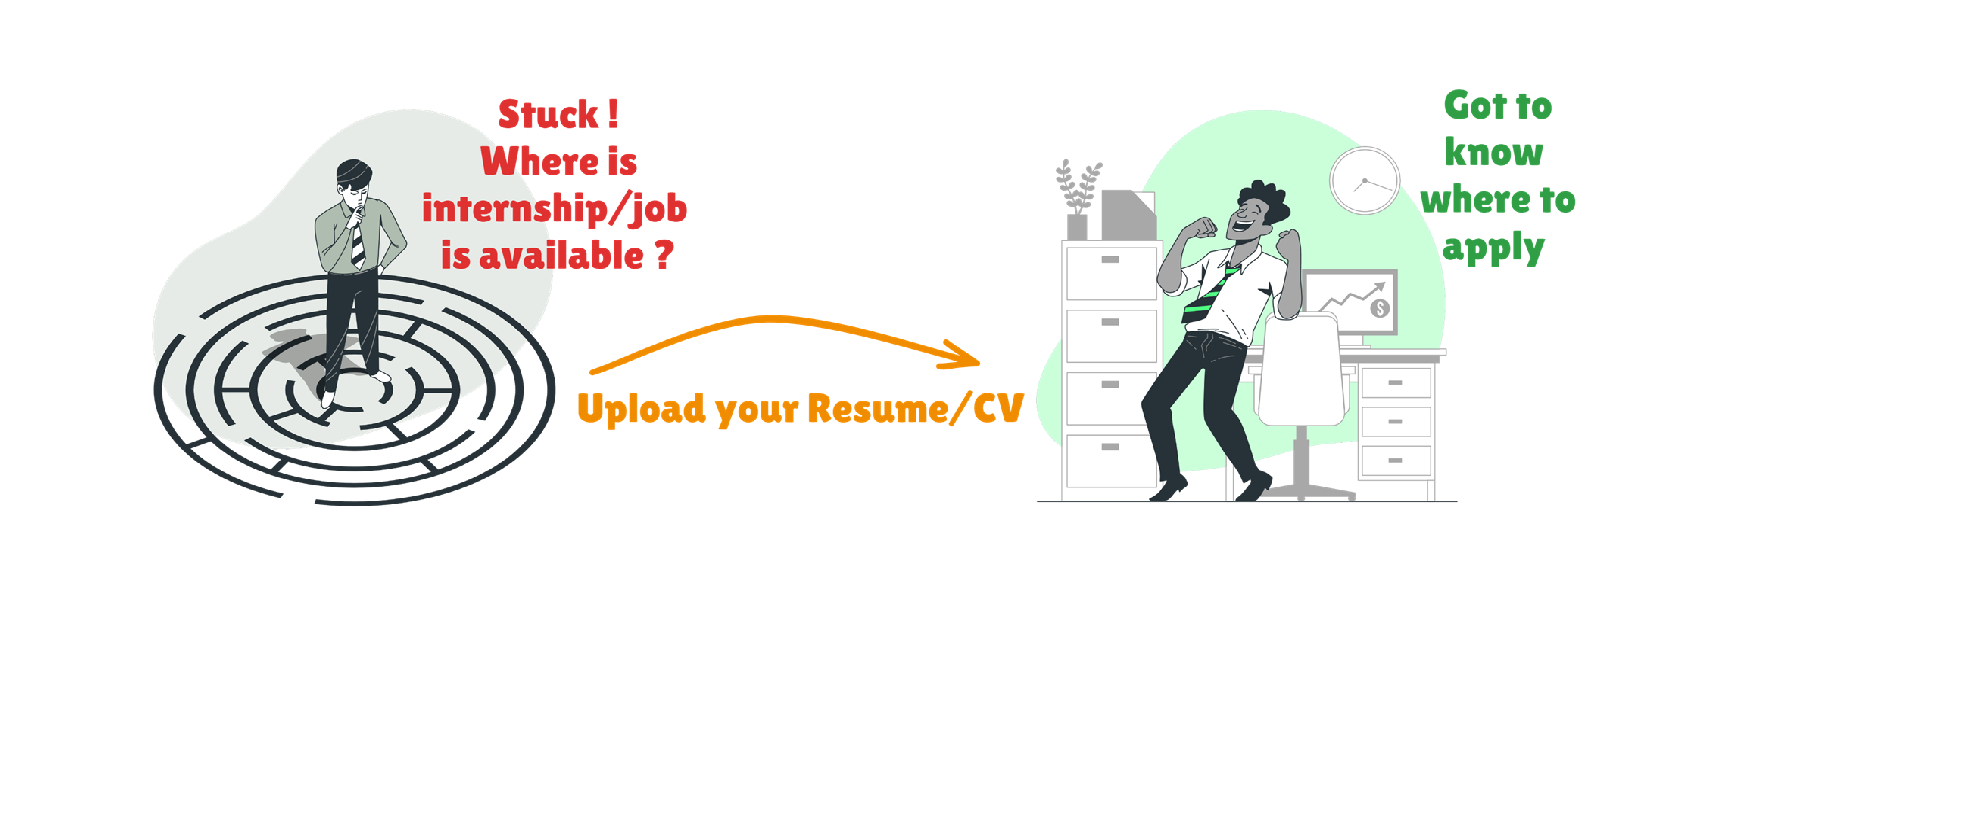 Stuck !
Where is
internship/job
is available ?
Upload your Resume/CV
Got to
know
where to
apply
$